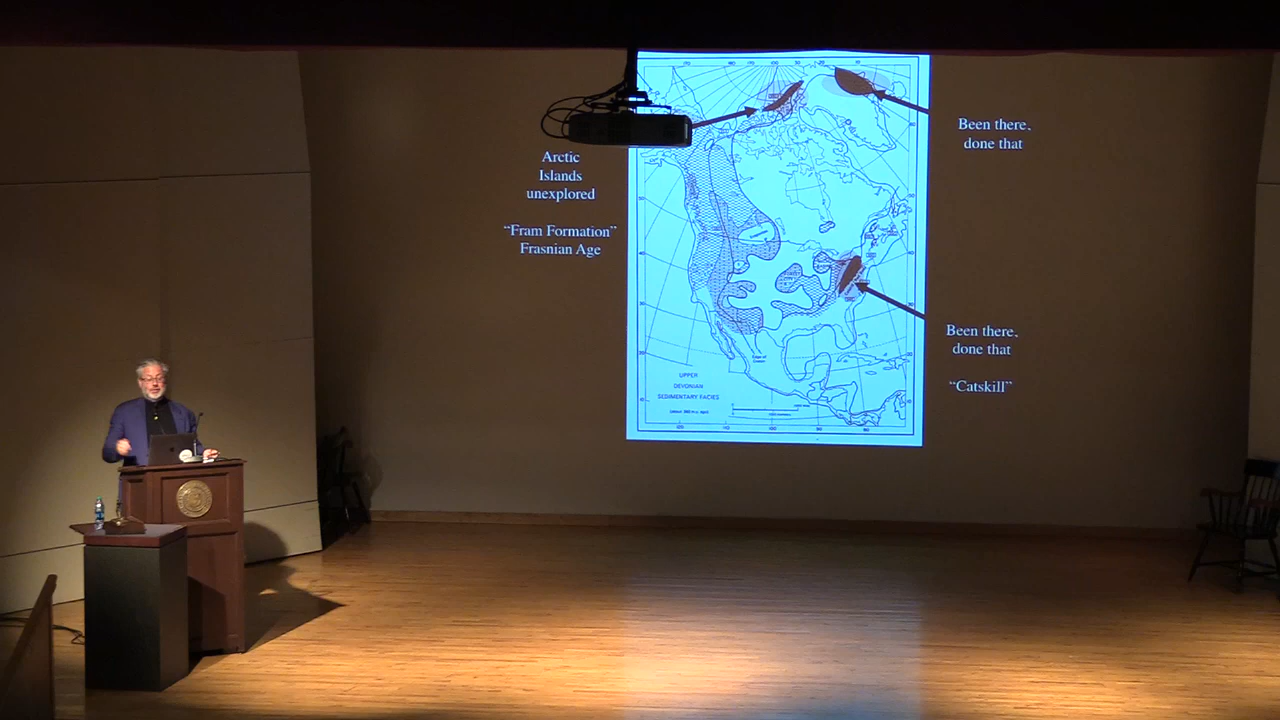 Arctic
Islands
unexplored
“Fram Formation”
Frasnian Age
Been there,
done that
Been there,
done that
“Catskill”
UPPER
DEVONIAN
SEDIMENTARY FACIES